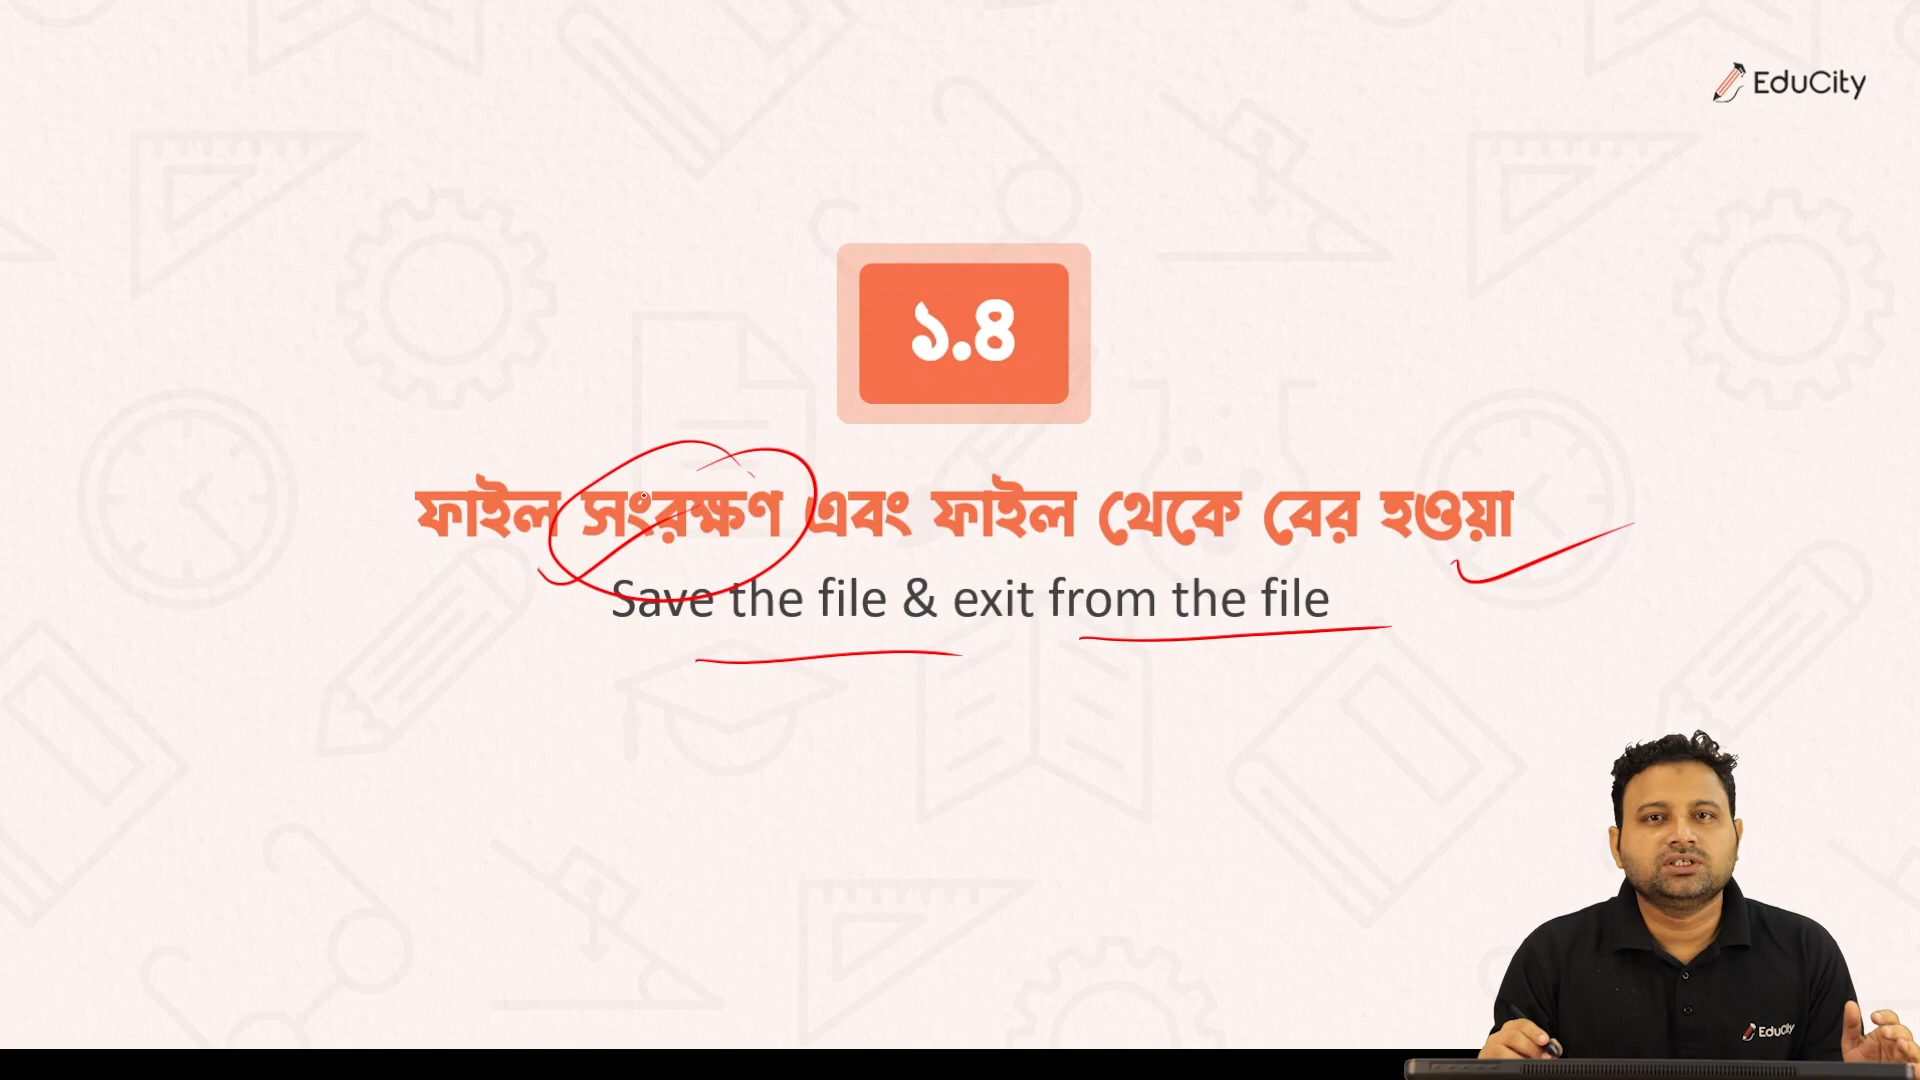 EduCity
১.৪
ফাইল সংরক্ষণ এবং ফাইল থেকে বের হওয়া
Save the file & exit from the file
EduCity